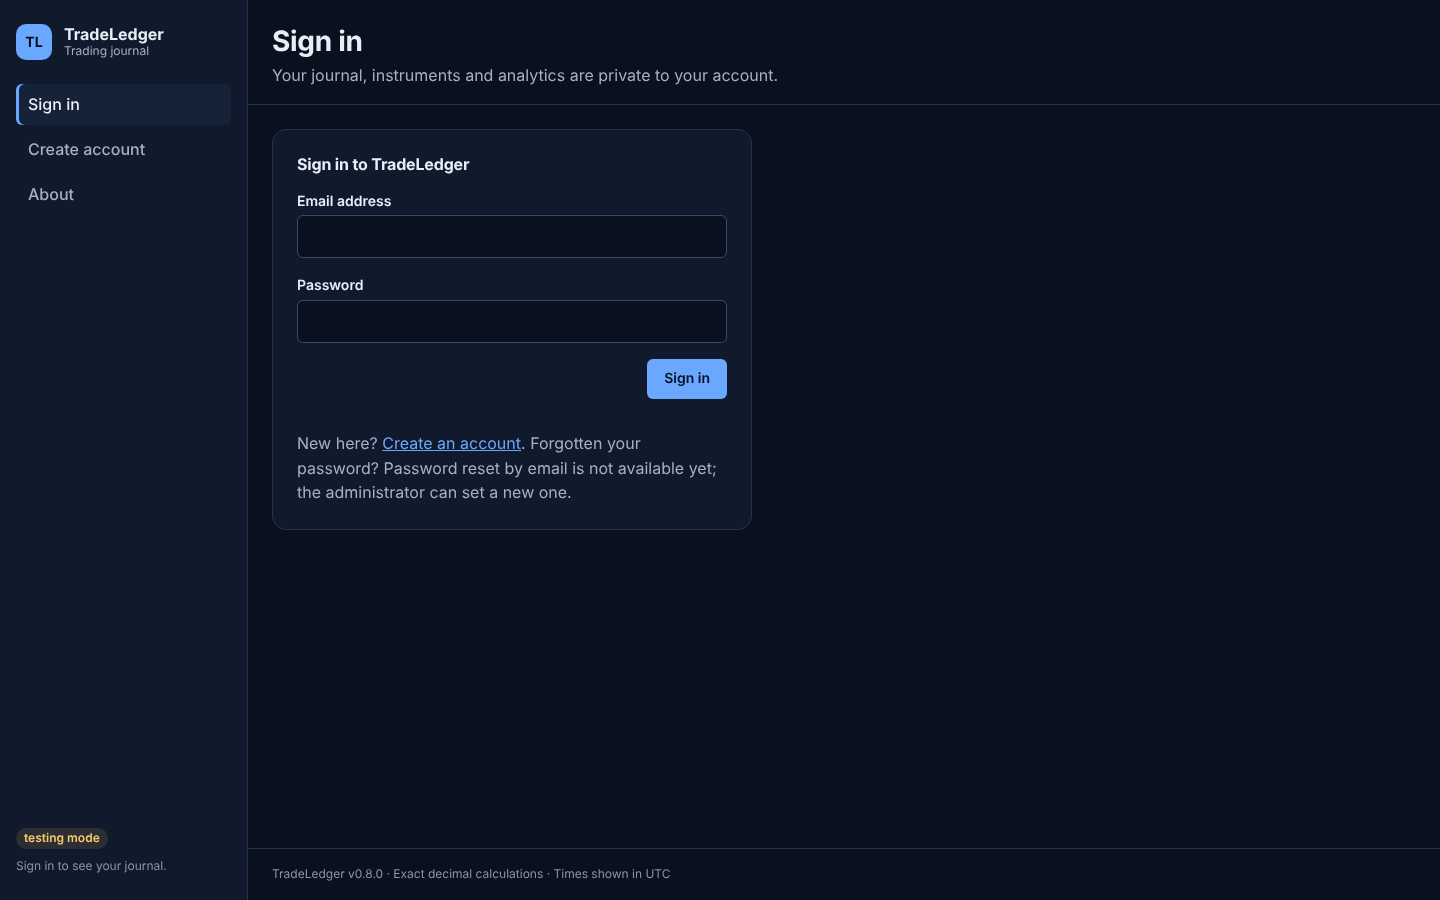 TL
TradeLedger
Trading journal
Sign in
Create account
About
testing mode
Sign in to see your journal.
Sign in
Your journal, instruments and analytics are private to your account.
Sign in to TradeLedger
Email address
Password
Sign in
New here? Create an account. Forgotten your
password? Password reset by email is not available yet;
the administrator can set a new one.
TradeLedger v0.8.0 · Exact decimal calculations · Times shown in UTC